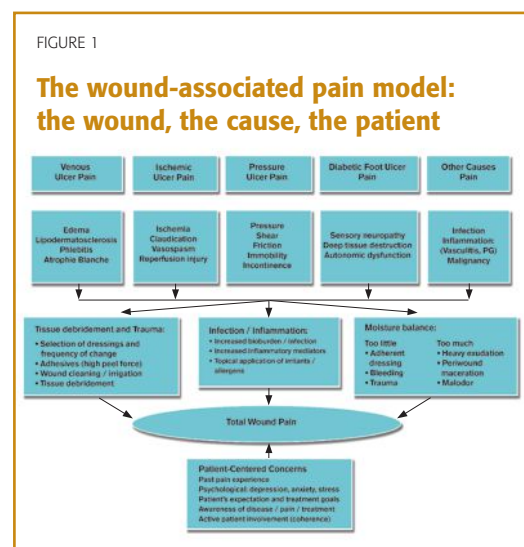 FIGURE 1
The wound-associated pain model:
the wound, the cause, the patient
Venous
Ulcer Pain
Ischemic
Ulcer Pain
Pressure
Ulcer Pain
Diabetic Foot Ulcer
Pain
Other Causes
Pain
Edema
Lipodermatosclerosis
Phlebitis
Atrophie Blanche
Ischemia
Claudication
Vasospasm
Reperfusion injury
Pressure
Shear
Friction
Immobility
Incontinence
Sensory neuropathy
Deep tissue destruction
Autonomic dysfunction
Infection
Inflammation:
(Vasculitis, PG)
Malignancy
Tissue debridement and Trauma:
• Selection of dressings and
frequency of change
• Adhesives (high peel force)
• Wound cleaning / irrigation
• Tissue debridement
Infection / Inflammation:
• Increased bioburden / infection
• Increased inflammatory mediators
• Topical application of irritants /
allergens
Moisture balance:
Too little
• Adherent
dressing
• Bleeding
• Trauma
Too much
• Heavy exudation
• Periwound
maceration
• Malodor
Total Wound Pain
Patient-Centered Concerns
Past pain experience
Psychological: depression, anxiety, stress
Patient's expectation and treatment goals
Awareness of disease / pain / treatment
Active patient involvement (coherence)